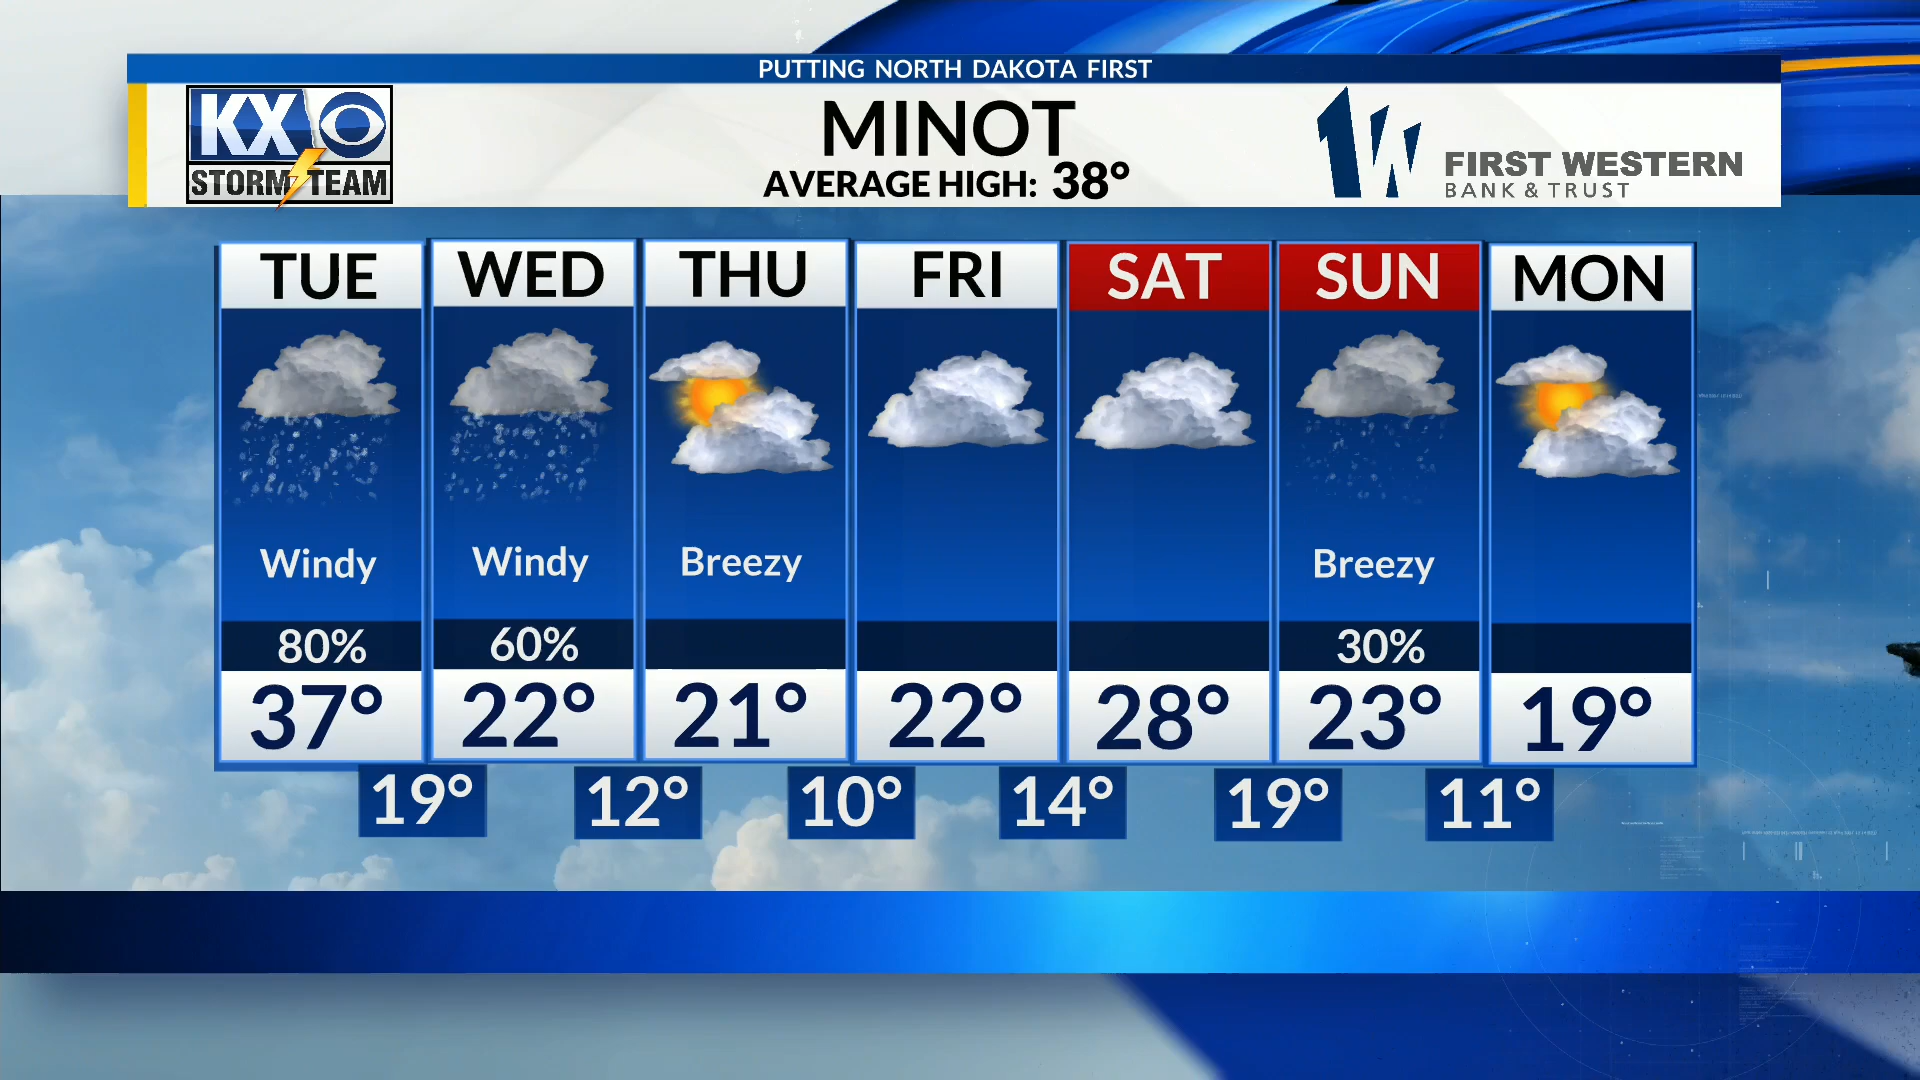 PUTTING NORTH DAKOTA FIRST
KX
STORM TEAM
MINOT
AVERAGE HIGH: 38°
1W
FIRST WESTERN
BANK & TRUST
TUE WED THU FRI SAT SUN MON
Windy Windy Breezy Breezy
80% 60% 30%
37° 22° 21° 22° 28° 23° 19°
19° 12° 10° 14° 19° 11°